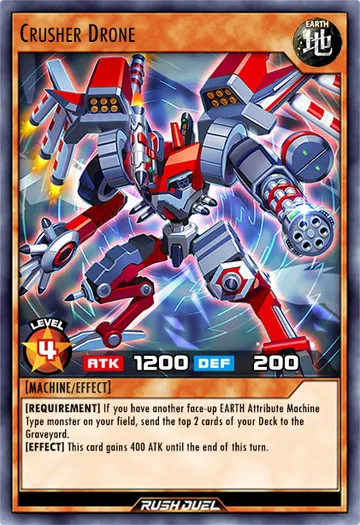 CRUSHER DRONE
EARTH
地
LEVEL
4
ATK 1200 DEF 200
[MACHINE/EFFECT]
[REQUIREMENT] If you have another face-up EARTH Attribute Machine
Type monster on your field, send the top 2 cards of your Deck to the
Graveyard.
[EFFECT] This card gains 400 ATK until the end of this turn.
RUSH DUEL